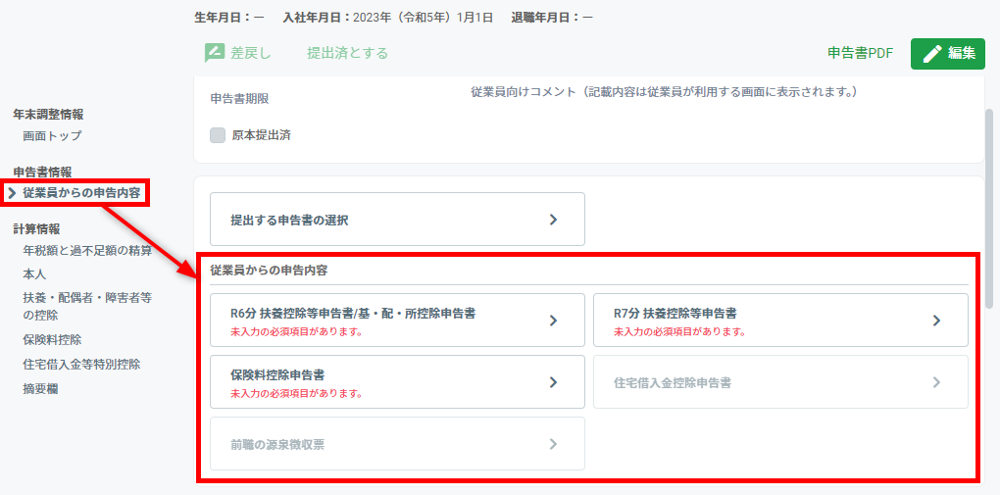 生年月日：— 入社年月日：2023年（令和5年）1月1日 退職年月日：—
差戻し 提出済とする 申告書PDF 編集
申告書期限 従業員向けコメント（記載内容は従業員が利用する画面に表示されます。）
原本提出済
年末調整情報
画面トップ
申告書情報
従業員からの申告内容
計算情報
年税額と過不足額の精算
本人
扶養・配偶者・障害者等
の控除
保険料控除
住宅借入金等特別控除
摘要欄
提出する申告書の選択
従業員からの申告内容
R6分 扶養控除等申告書/基・配・所控除申告書
未入力の必須項目があります。
R7分 扶養控除等申告書
未入力の必須項目があります。
保険料控除申告書
未入力の必須項目があります。
住宅借入金控除申告書
前職の源泉徴収票